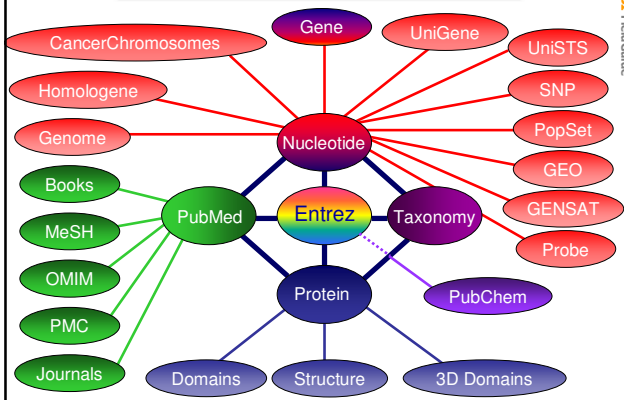 Gene
CancerChromosomes
UniGene
UniSTS
Homologene
SNP
Genome
Nucleotide
PopSet
GEO
Books
PubMed
Entrez
Taxonomy
GENSAT
MeSH
Probe
OMIM
Protein
PubChem
PMC
Journals
Domains
Structure
3D Domains